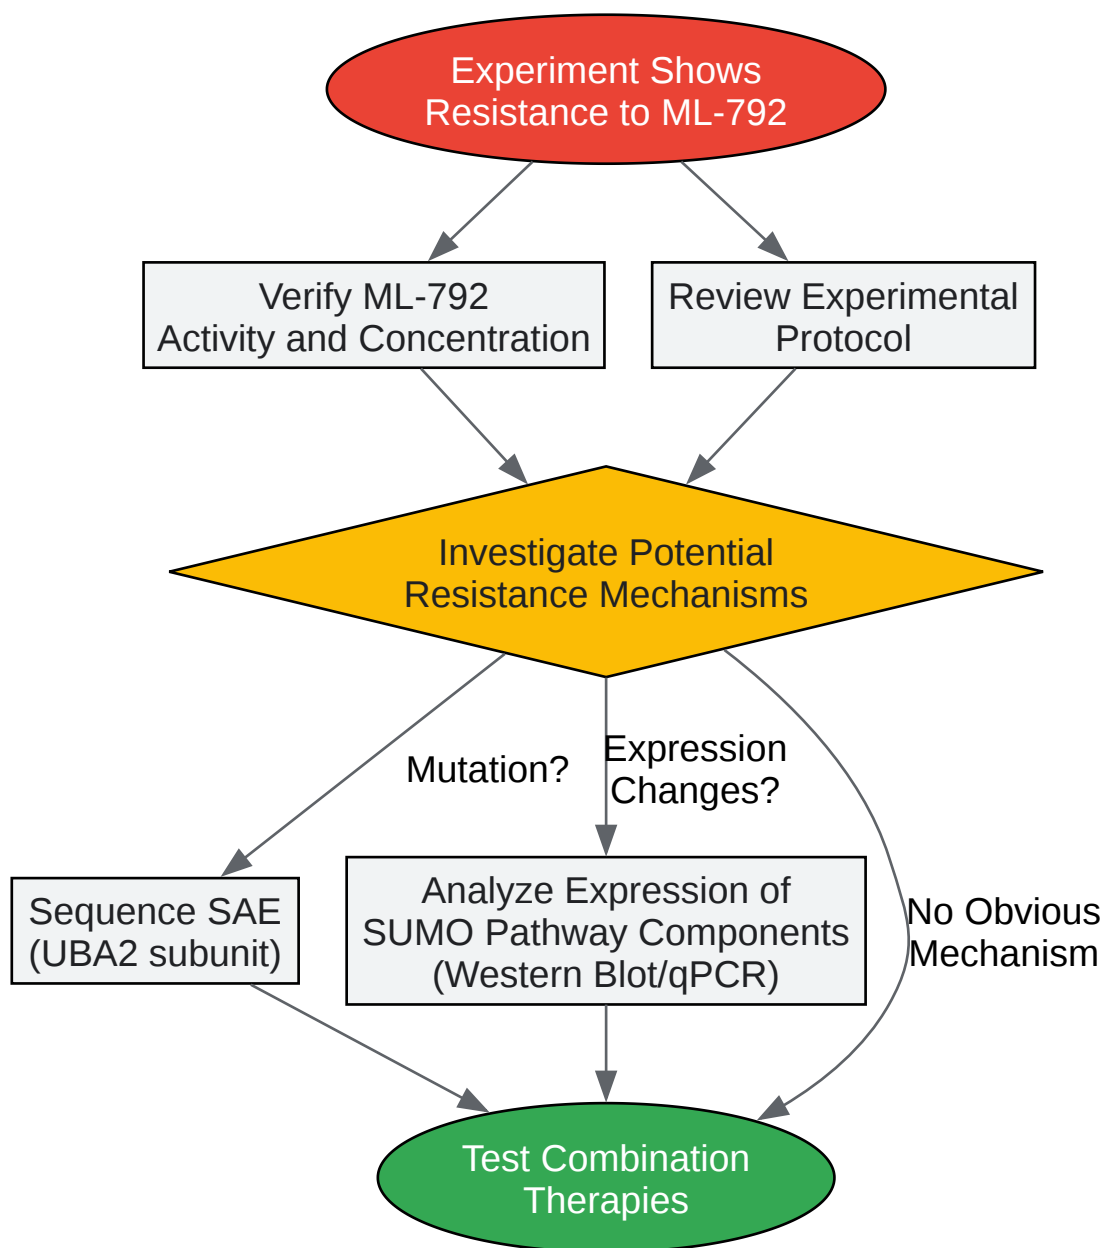 Experiment Shows
Resistance to ML-792
Verify ML-792
Activity and Concentration
Review Experimental
Protocol
Investigate Potential
Resistance Mechanisms
Mutation?
Expression
Changes?
No Obvious
Mechanism
Sequence SAE
(UBA2 subunit)
Analyze Expression of
SUMO Pathway Components
(Western Blot/qPCR)
Test Combination
Therapies